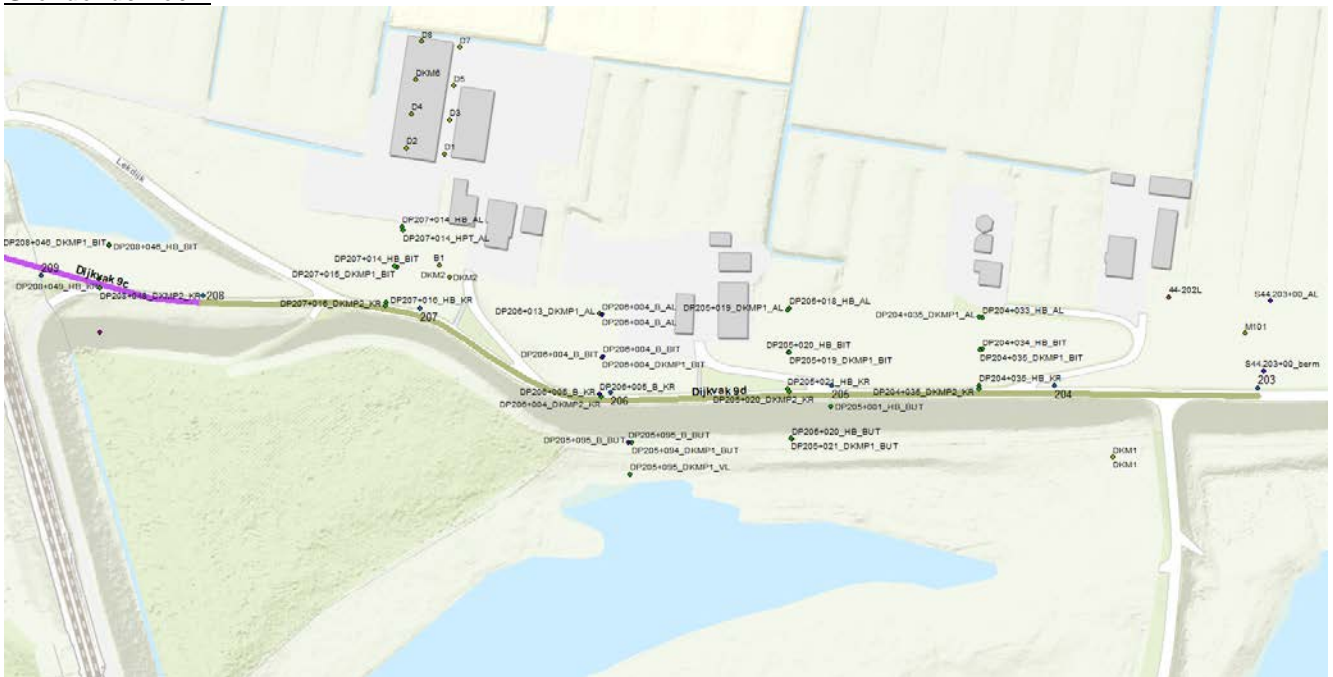 D8
D7
DKM6
D5
D4
D3
D2
D1
Lekdijk
DP207+014_HB_AL
DP207+014_HPT_AL
DP208+046_DKMP1_BIT
DP208+046_HB_BIT
DP207+014_HB_BIT
DP207+015_DKMP1_BIT
B1
DKM2
DKM2
209
Dijkvak 9c
DP208+049_HB_KR
208
DP207+016_DKMP2_KR
DP207+016_HB_KR
207
DP206+013_DKMP1_AL
DP206+004_B_AL
DP206+004_B_AL
DP205+019_DKMP1_AL
DP205+018_HB_AL
DP204+035_DKMP1_AL
DP204+033_HB_AL
44-202L
S44.203+00_AL
M101
DP206+004_B_BIT
DP206+004_B_BIT
DP206+004_DKMP1_BIT
DP205+020_HB_BIT
DP205+019_DKMP1_BIT
DP204+034_HB_BIT
DP204+035_DKMP1_BIT
S44.203+00_berm
203
DP206+005_B_KR
DP206+005_B_KR
DP206+004_DKMP2_KR
206
Dijkvak 9d
DP205+021_HB_KR
DP205+020_DKMP2_KR
205
DP204+035_HB_KR
DP204+035_DKMP2_KR
204
DP205+001_HB_BUT
DP205+095_B_BUT
DP205+095_B_BUT
DP205+094_DKMP1_BUT
DP205+020_HB_BUT
DP205+021_DKMP1_BUT
DP205+095_DKMP1_VL
DKM1
DKM1